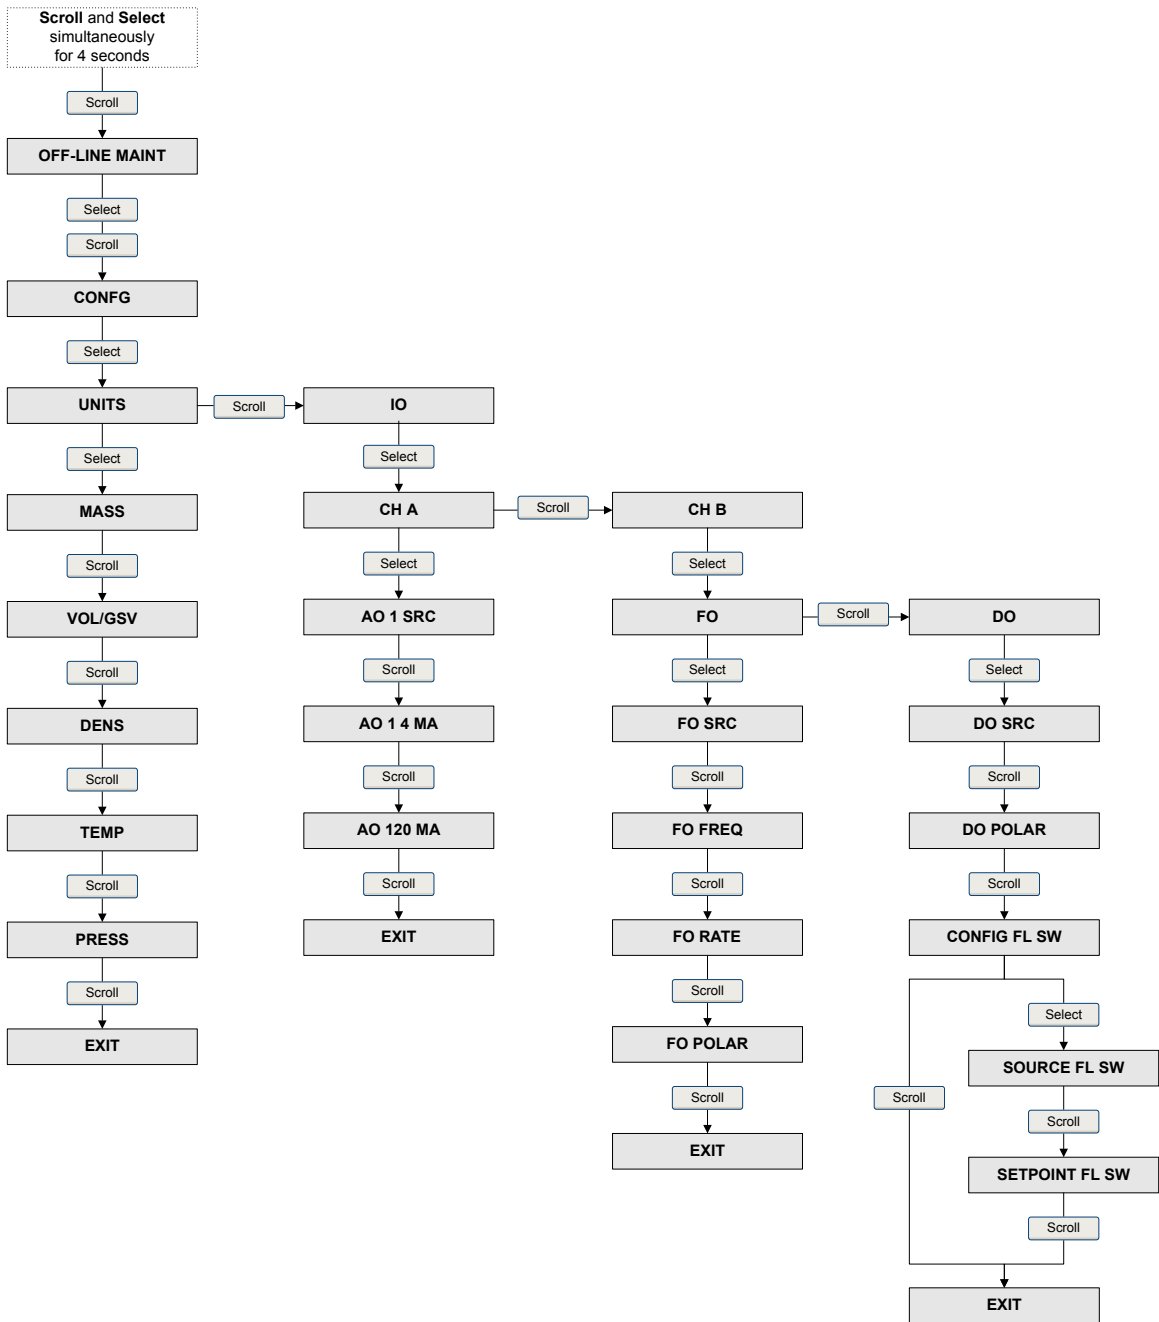 Scroll and Select
simultaneously
for 4 seconds
Scroll
OFF-LINE MAINT
Select
Scroll
CONFG
Select
UNITS
Scroll
IO
Select
Select
MASS
CH A
Scroll
CH B
Scroll
Select
Select
VOL/GSV
AO 1 SRC
FO
Scroll
DO
Scroll
Scroll
Select
Select
DENS
AO 1 4 MA
FO SRC
DO SRC
Scroll
Scroll
Scroll
Scroll
TEMP
AO 120 MA
FO FREQ
DO POLAR
Scroll
Scroll
Scroll
Scroll
PRESS
EXIT
FO RATE
CONFIG FL SW
Scroll
Scroll
Select
EXIT
FO POLAR
SOURCE FL SW
Scroll
Scroll
Scroll
EXIT
SETPOINT FL SW
Scroll
EXIT